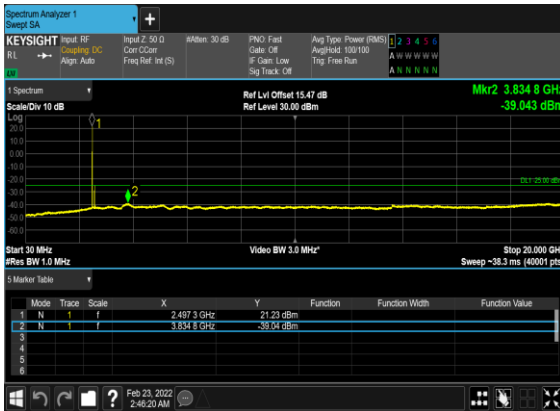 Spectrum Analyzer 1
Swept SA
+
KEYSIGHT
RL
LW
Input: RF
Coupling: DC
Align: Auto
Input Z: 50 Ω
Corr CCorr
Freq Ref: Int (S)
#Atten: 30 dB
PNO: Fast
Gate: Off
IF Gain: Low
Sig Track: Off
Avg Type: Power (RMS)
Avg|Hold: 100/100
Trig: Free Run
1 2 3 4 5 6
A W W W W W
A N N N N N
1 Spectrum
Scale/Div 10 dB
Ref Lvl Offset 15.47 dB
Ref Level 30.00 dBm
Mkr2 3.834 8 GHz
-39.043 dBm
Log
20.0
10.0
0.00
-10.0
-20.0
-30.0
-40.0
-50.0
-60.0
1
2
DL1 -25.00 dBm
Start 30 MHz
#Res BW 1.0 MHz
Video BW 3.0 MHz*
Stop 20.000 GHz
Sweep ~38.3 ms (40001 pts)
5 Marker Table
Mode Trace Scale X Y Function Function Width Function Value
1 N 1 f 2.497 3 GHz 21.23 dBm
2 N 1 f 3.834 8 GHz -39.04 dBm
3
4
5
6
?
Feb 23, 2022
2:46:20 AM